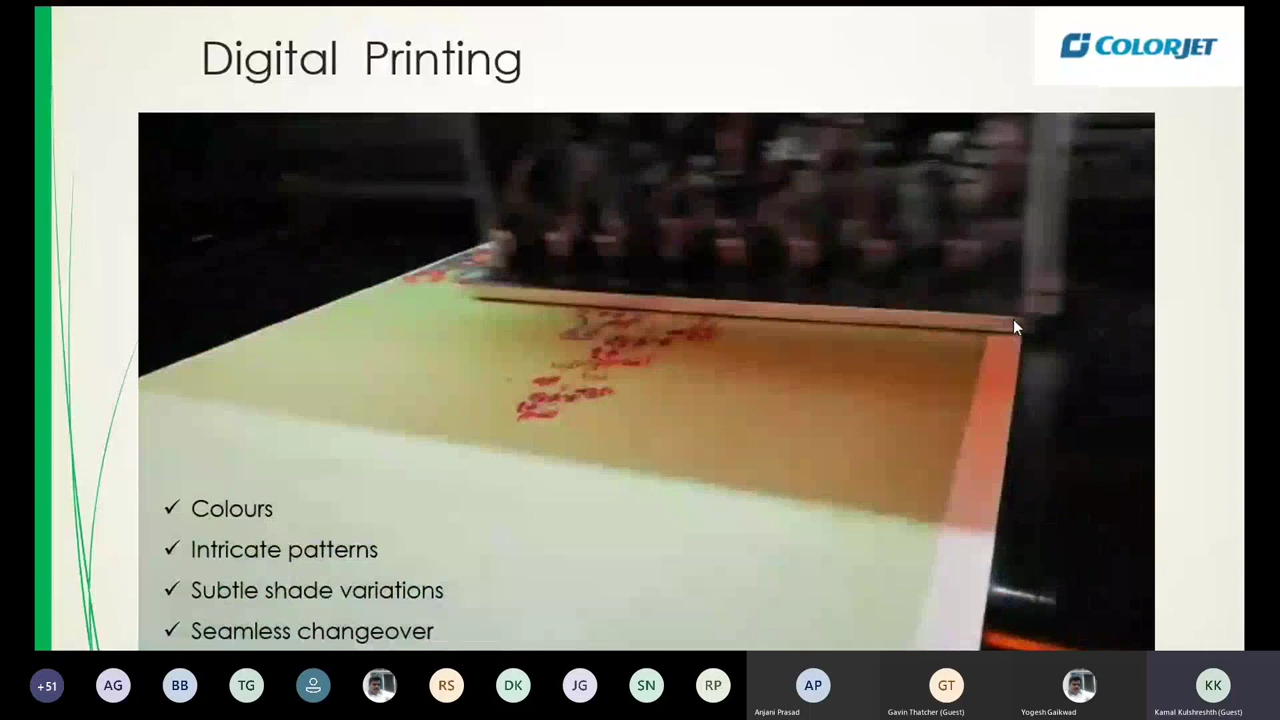 Digital Printing
COLORJET
✓ Colours
✓ Intricate patterns
✓ Subtle shade variations
✓ Seamless changeover
+51
AG
BB
TG
RS
DK
JG
SN
RP
AP
GT
KK
Anjani Prasad
Gavin Thatcher (Guest)
Yogesh Gaikwad
Kamal Kulshreshth (Guest)